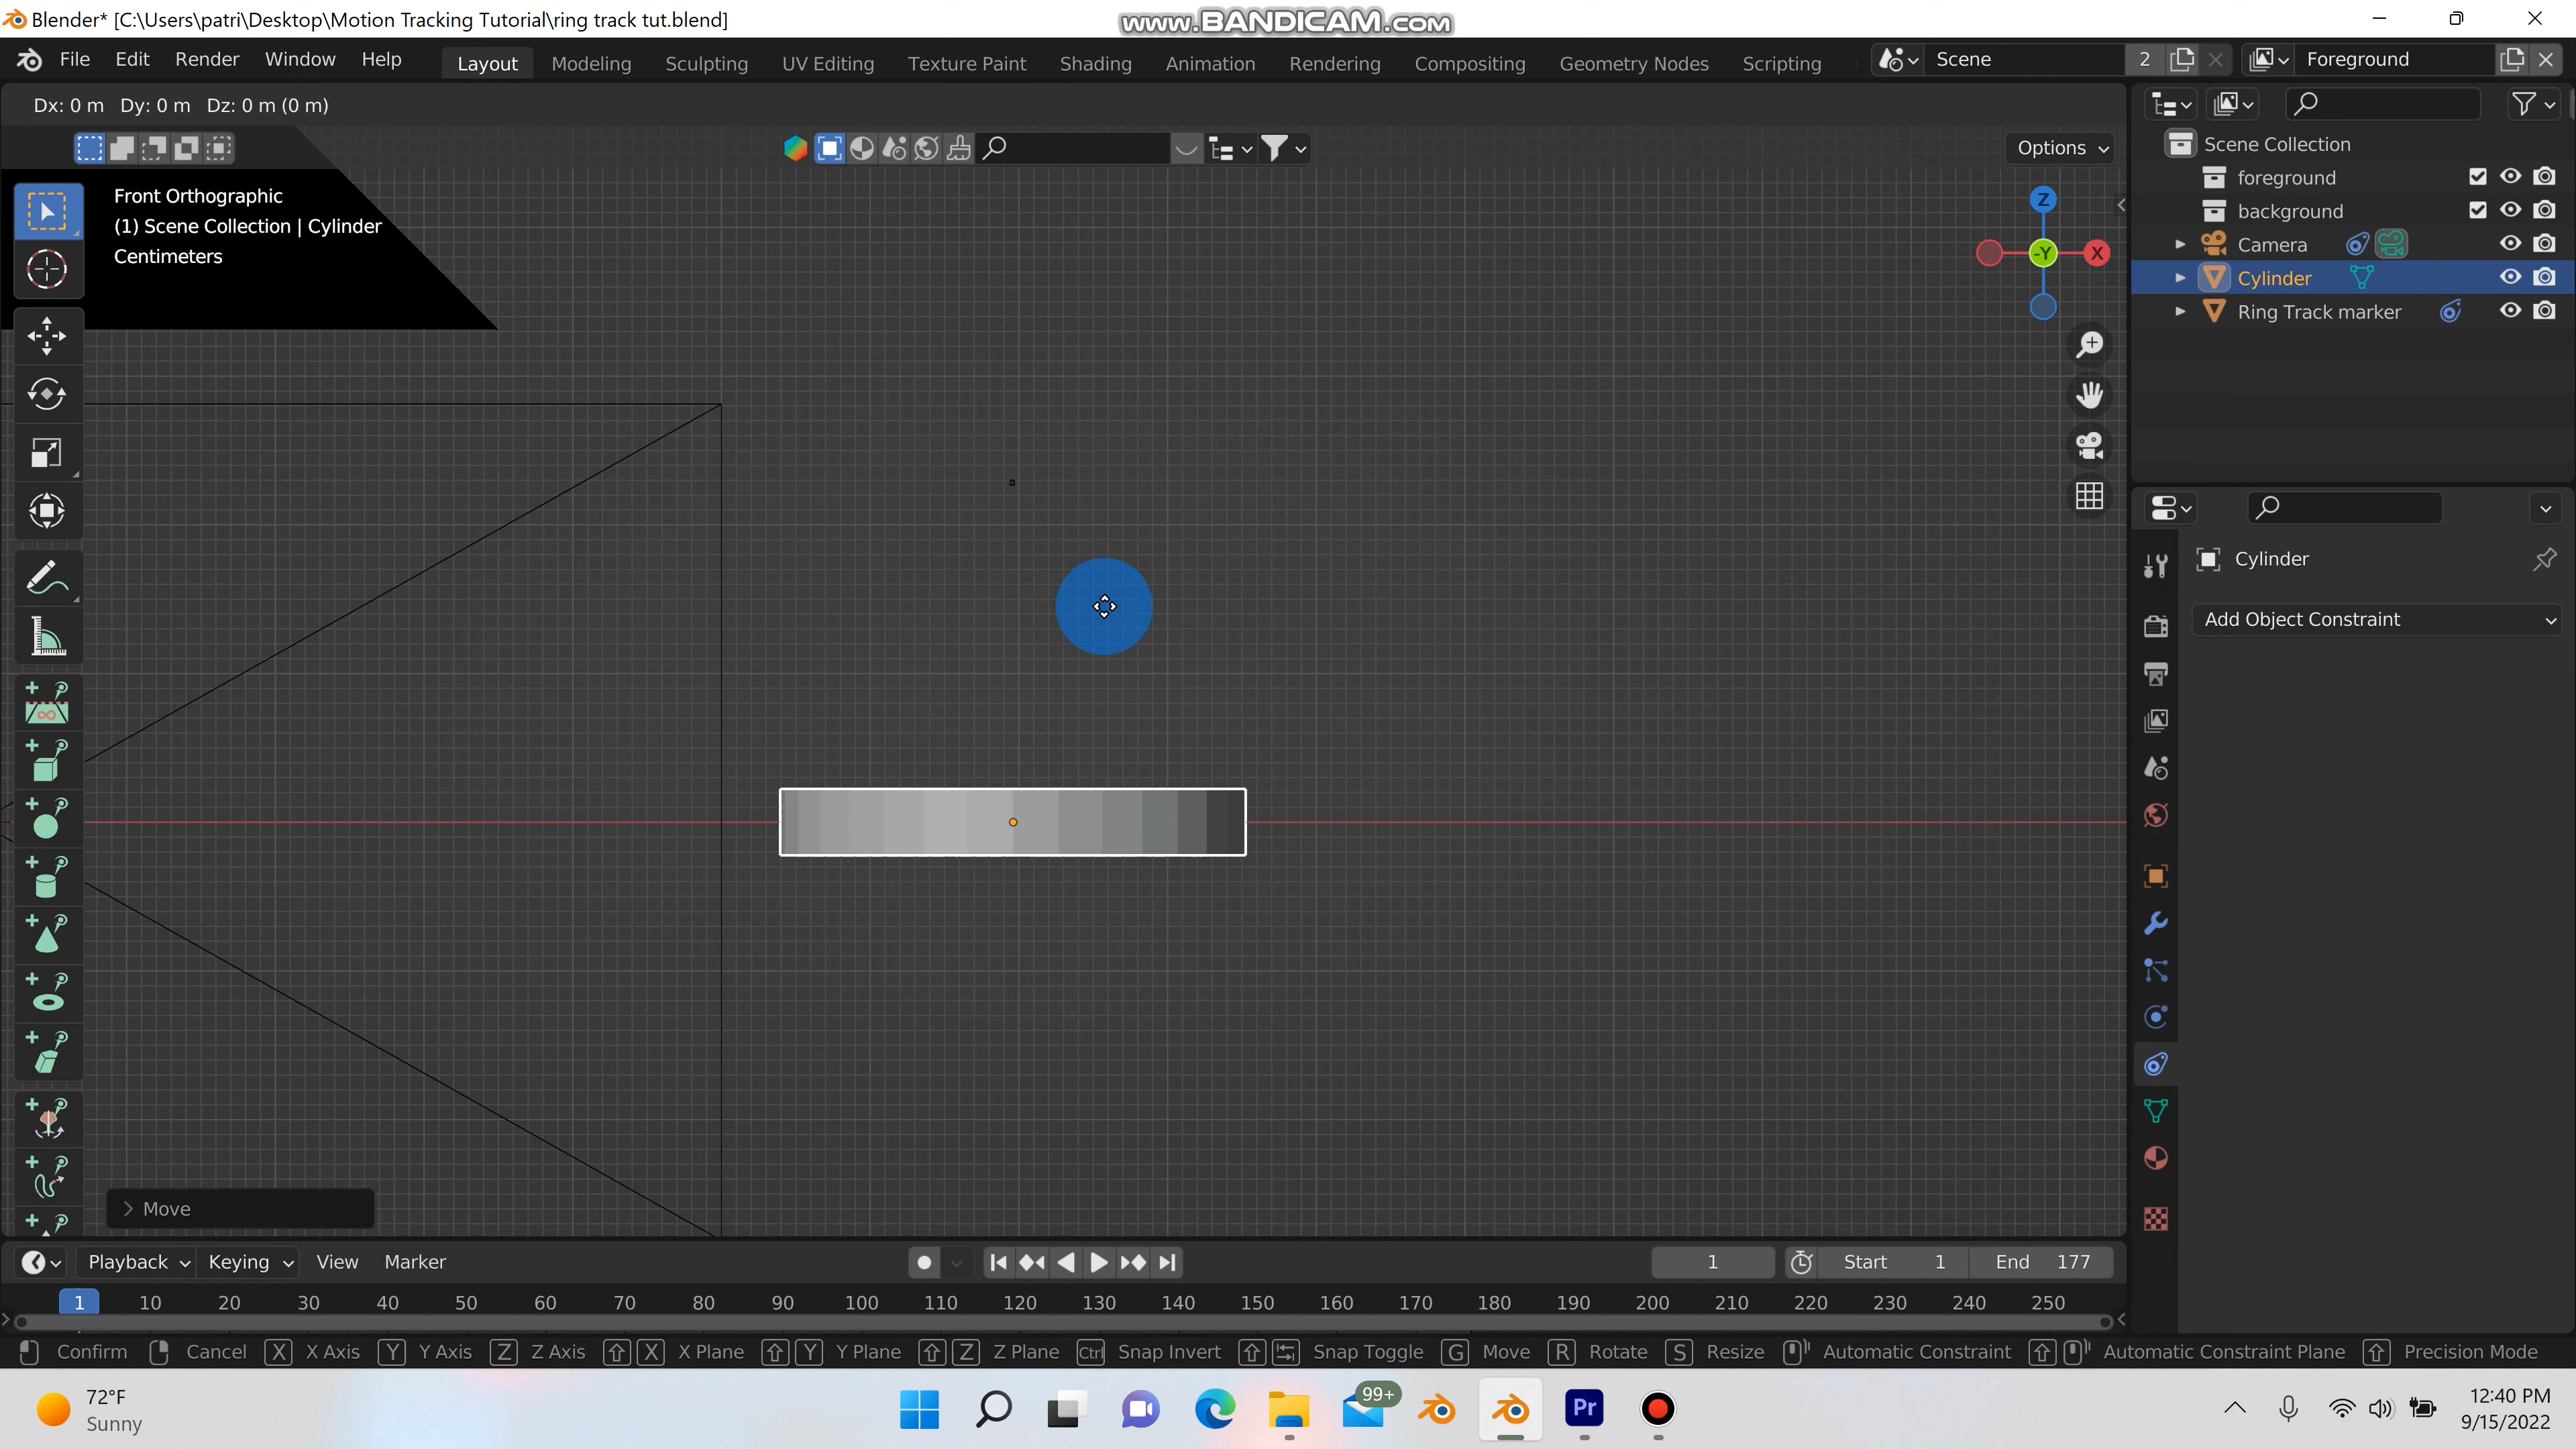 Blender* [C:\Users\patri\Desktop\Motion Tracking Tutorial\ring track tut.blend]
www.BANDICAM.com
File Edit Render Window Help Layout Modeling Sculpting UV Editing Texture Paint Shading Animation Rendering Compositing Geometry Nodes Scripting Scene 2 Foreground
Dx: 0 m Dy: 0 m Dz: 0 m (0 m)
Options
Front Orthographic
(1) Scene Collection | Cylinder
Centimeters
Z
-Y
X
Scene Collection
foreground
background
Camera
Cylinder
Ring Track marker
Cylinder
Add Object Constraint
Move
Playback Keying View Marker 1 Start 1 End 177
1 10 20 30 40 50 60 70 80 90 100 110 120 130 140 150 160 170 180 190 200 210 220 230 240 250
Confirm Cancel X X Axis Y Y Axis Z Z Axis X X Plane Y Y Plane Z Z Plane Ctrl Snap Invert Snap Toggle G Move R Rotate S Resize Automatic Constraint Automatic Constraint Plane Precision Mode
72°F
Sunny
99+
Pr
12:40 PM
9/15/2022